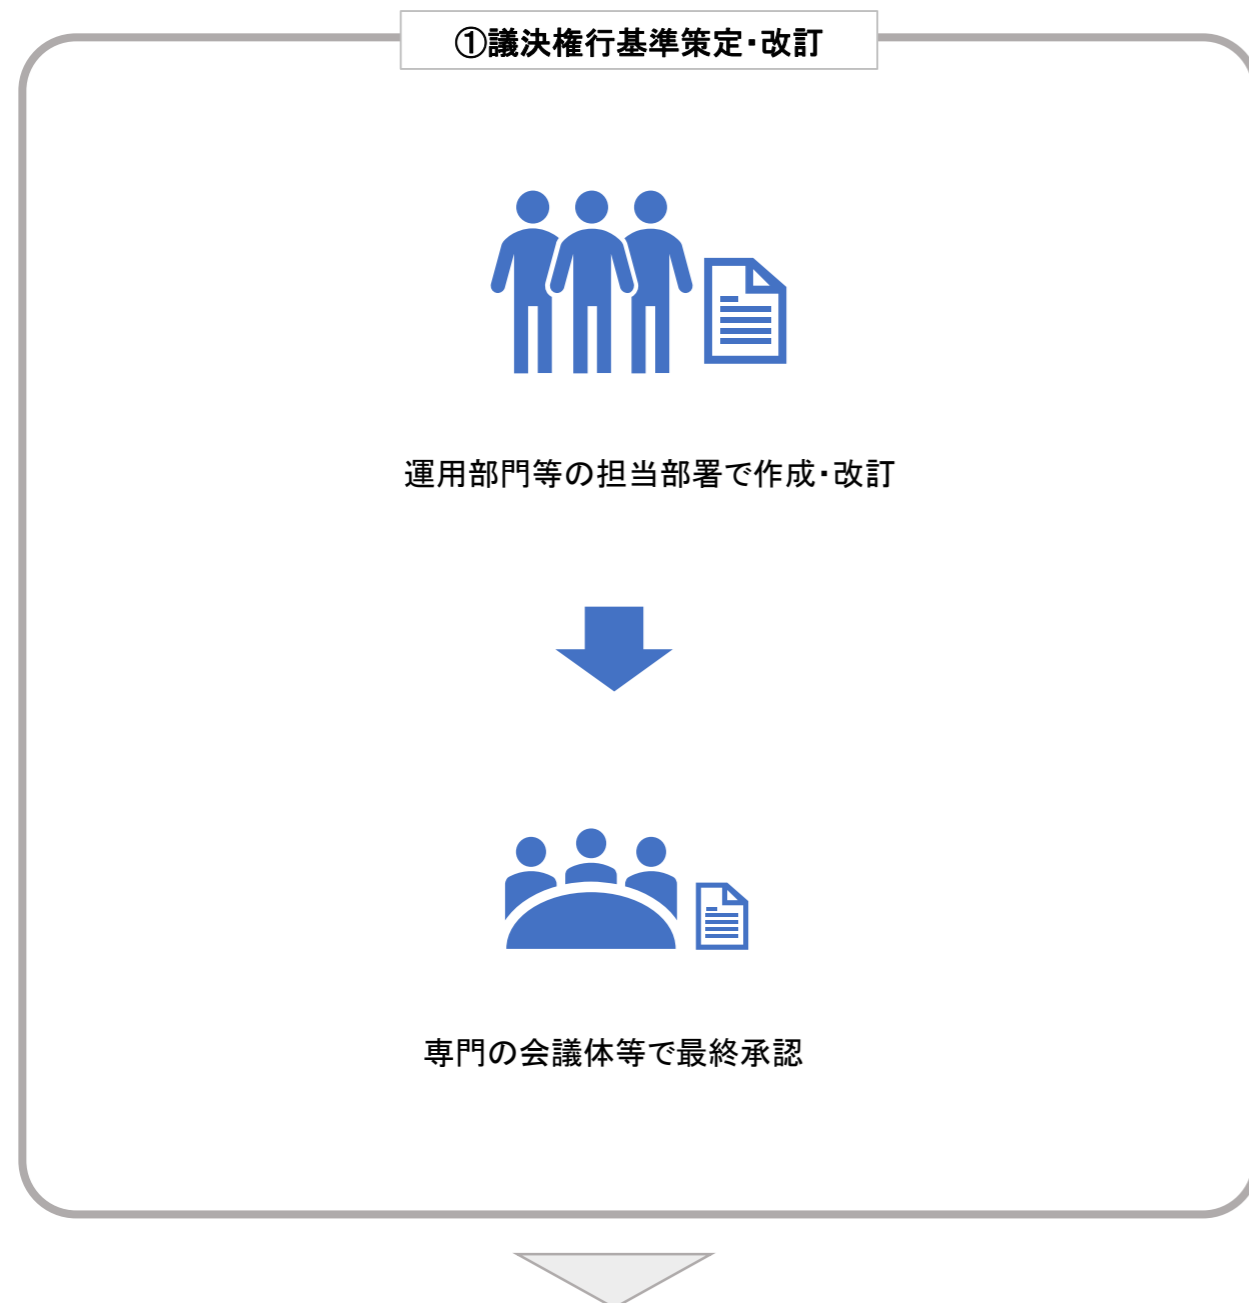 ①議決権行基準策定・改訂
運用部門等の担当部署で作成・改訂
専門の会議体等で最終承認